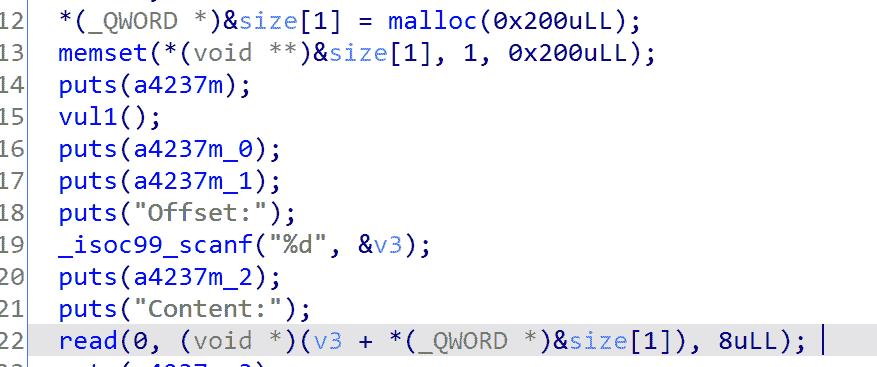 12 *(_QWORD *)&size[1] = malloc(0x200uLL);
13 memset(*(void **)&size[1], 1, 0x200uLL);
14 puts(a4237m);
15 vul1();
16 puts(a4237m_0);
17 puts(a4237m_1);
18 puts("Offset:");
19 _isoc99_scanf("%d", &v3);
20 puts(a4237m_2);
21 puts("Content:");
22 read(0, (void *)(v3 + *(_QWORD *)&size[1]), 8uLL);